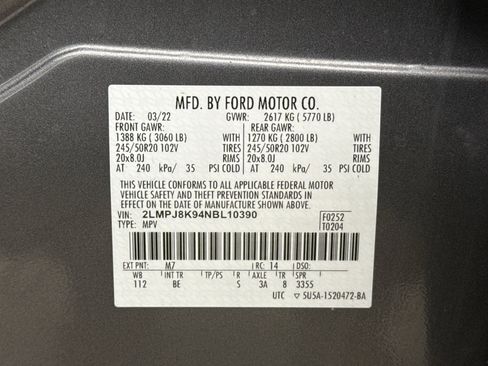 MFD. BY FORD MOTOR CO.
DATE: 03/22 GVWR: 2617 KG ( 5770 LB)
FRONT GAWR: REAR GAWR:
1388 KG ( 3060 LB) WITH 1270 KG ( 2800 LB) WITH
245/50R20 102V TIRES 245/50R20 102V TIRES
20x8.0J RIMS 20x8.0J RIMS
AT 240 kPa/ 35 PSI COLD AT 240 kPa/ 35 PSI COLD
THIS VEHICLE CONFORMS TO ALL APPLICABLE FEDERAL MOTOR
VEHICLE SAFETY AND THEFT PREVENTION STANDARDS IN
EFFECT ON THE DATE OF MANUFACTURE SHOWN ABOVE.
VIN: 2LMPJ8K94NBL10390 F0252
TYPE: MPV T0204
EXT PNT: M7 RC: 14 DSO:
WB INT TR TP/PS R AXLE TR SPR
112 BE 5 3A 8 3355
UTC ▽ 5U5A-1520472-BA